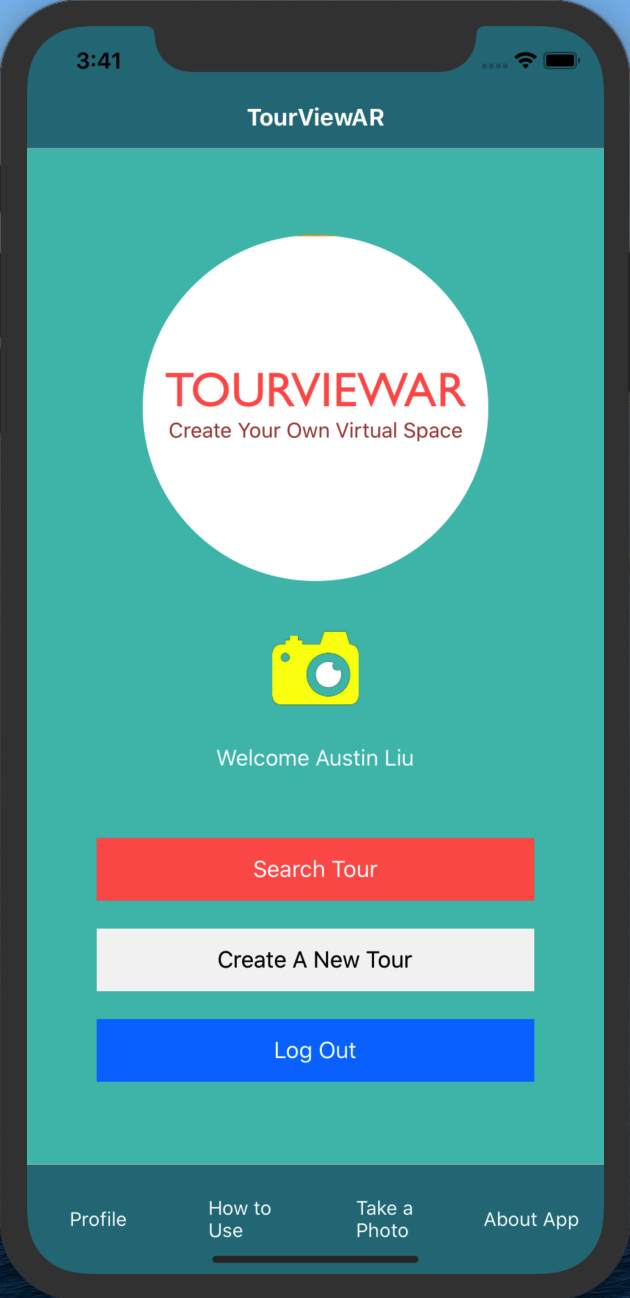 3:41
TourViewAR
TOURVIEWAR
Create Your Own Virtual Space
Welcome Austin Liu
Search Tour
Create A New Tour
Log Out
Profile
How to
Use
Take a
Photo
About App